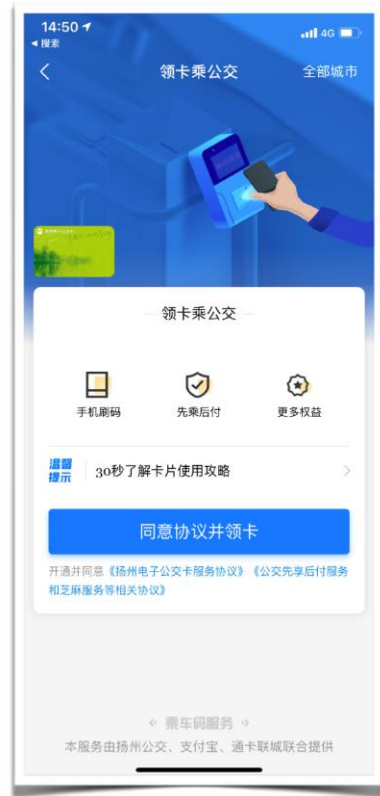 14:50
4G
◀ 搜索
领卡乘公交
全部城市
领卡乘公交
手机刷码
先乘后付
更多权益
温馨
提示
30秒了解卡片使用攻略
同意协议并领卡
开通并同意《扬州电子公交卡服务协议》《公交先享后付服务
和芝麻服务等相关协议》
乘车码服务
本服务由扬州公交、支付宝、通卡联城联合提供